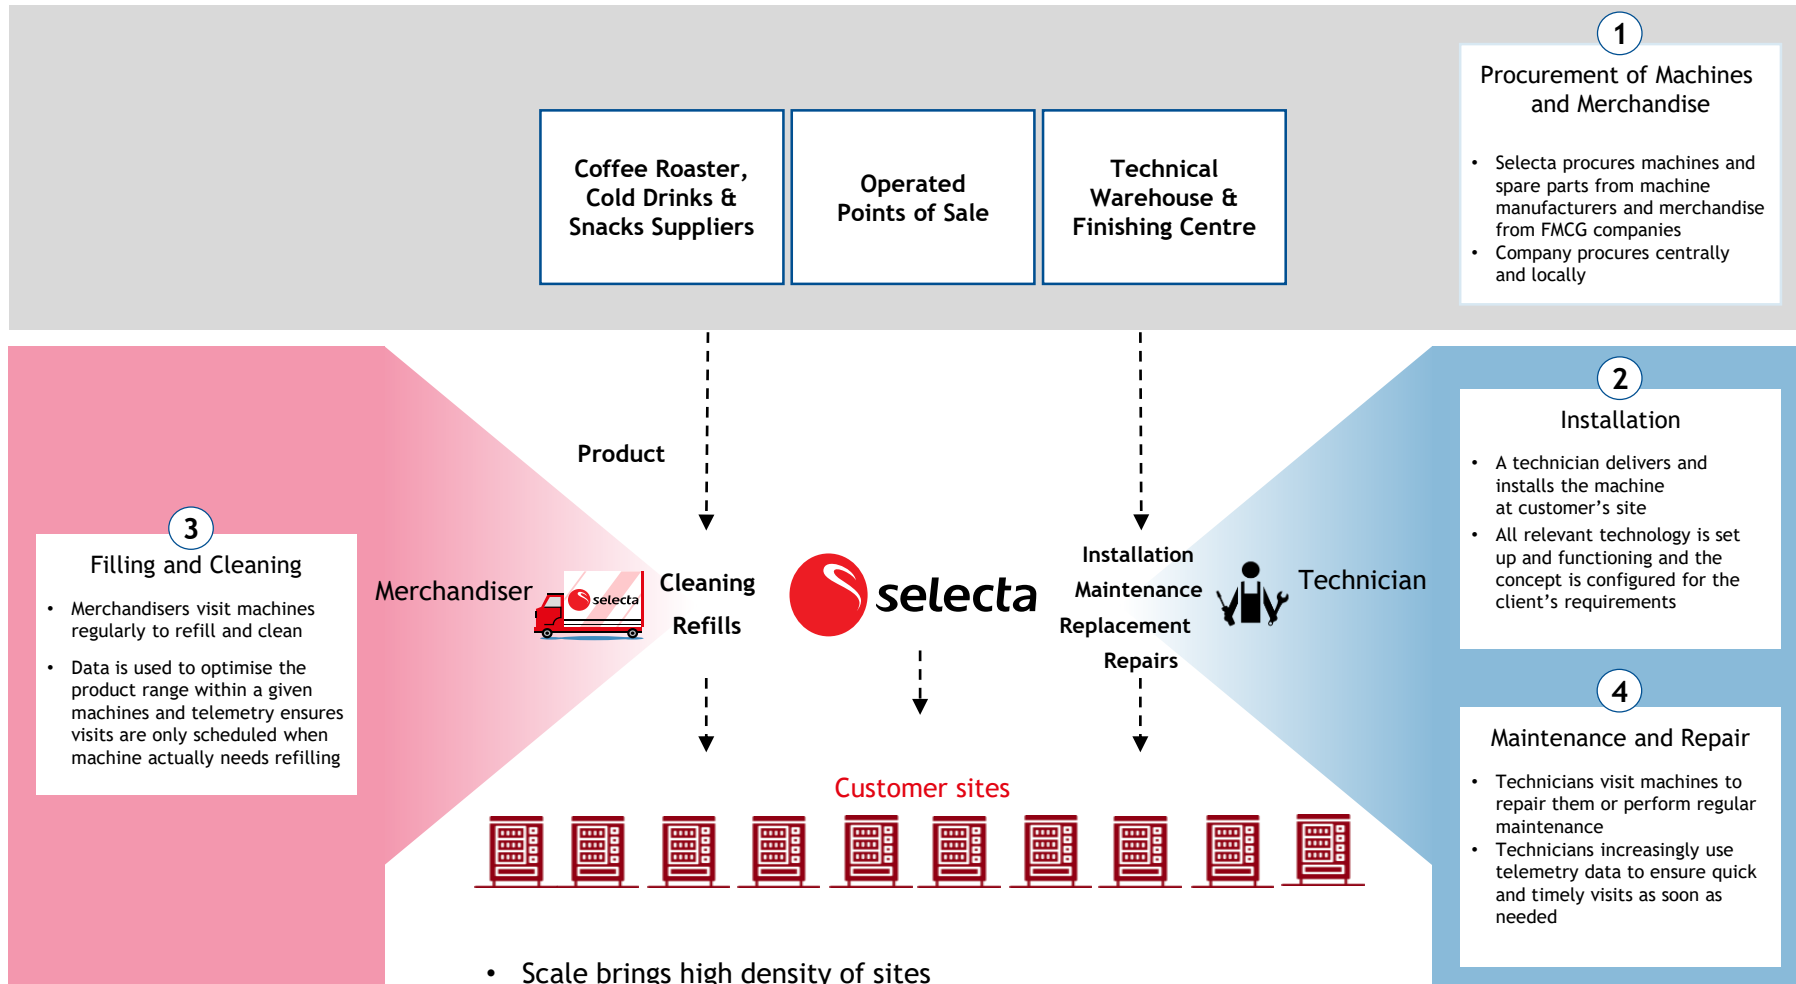 1
Procurement of Machines
and Merchandise
• Selecta procures machines and
spare parts from machine
manufacturers and merchandise
from FMCG companies
• Company procures centrally
and locally
Coffee Roaster,
Cold Drinks &
Snacks Suppliers
Operated
Points of Sale
Technical
Warehouse &
Finishing Centre
2
Installation
• A technician delivers and
installs the machine
at customer's site
• All relevant technology is set
up and functioning and the
concept is configured for the
client's requirements
Product
3
Filling and Cleaning
• Merchandisers visit machines
regularly to refill and clean
• Data is used to optimise the
product range within a given
machines and telemetry ensures
visits are only scheduled when
machine actually needs refilling
Merchandiser
selecta
Cleaning
Refills
selecta
Installation
Maintenance
Replacement
Repairs
Technician
4
Maintenance and Repair
• Technicians visit machines to
repair them or perform regular
maintenance
• Technicians increasingly use
telemetry data to ensure quick
and timely visits as soon as
needed
Customer sites
• Scale brings high density of sites